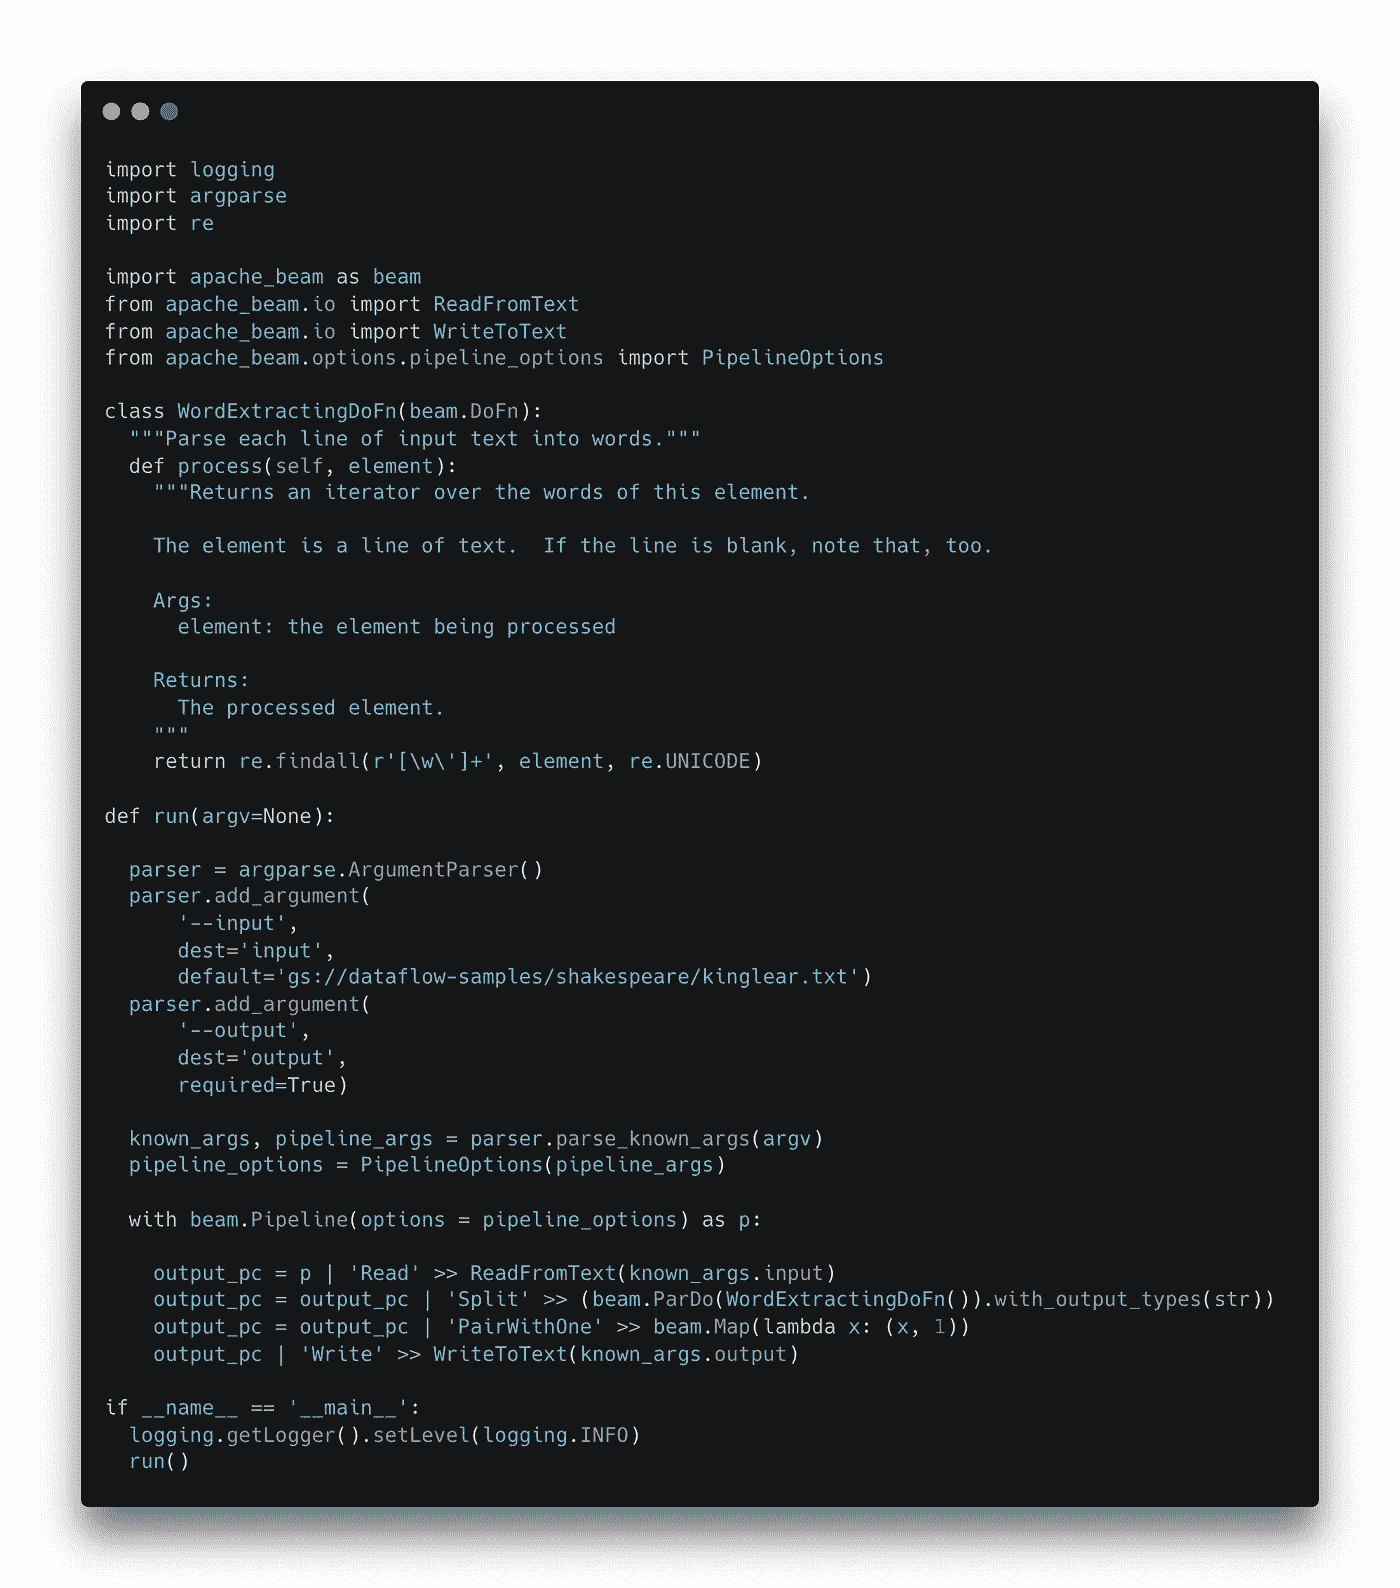 import logging
import argparse
import re
import apache_beam as beam
from apache_beam.io import ReadFromText
from apache_beam.io import WriteToText
from apache_beam.options.pipeline_options import PipelineOptions
class WordExtractingDoFn(beam.DoFn):
  """Parse each line of input text into words."""
  def process(self, element):
    """Returns an iterator over the words of this element.
    The element is a line of text.  If the line is blank, note that, too.
    Args:
      element: the element being processed
    Returns:
      The processed element.
    """
    return re.findall(r'[\w\']+', element, re.UNICODE)
def run(argv=None):
  parser = argparse.ArgumentParser()
  parser.add_argument(
      '--input',
      dest='input',
      default='gs://dataflow-samples/shakespeare/kinglear.txt')
  parser.add_argument(
      '--output',
      dest='output',
      required=True)
  known_args, pipeline_args = parser.parse_known_args(argv)
  pipeline_options = PipelineOptions(pipeline_args)
  with beam.Pipeline(options = pipeline_options) as p:
    output_pc = p | 'Read' >> ReadFromText(known_args.input)
    output_pc = output_pc | 'Split' >> (beam.ParDo(WordExtractingDoFn()).with_output_types(str))
    output_pc = output_pc | 'PairWithOne' >> beam.Map(lambda x: (x, 1))
    output_pc | 'Write' >> WriteToText(known_args.output)
if __name__ == '__main__':
  logging.getLogger().setLevel(logging.INFO)
  run()